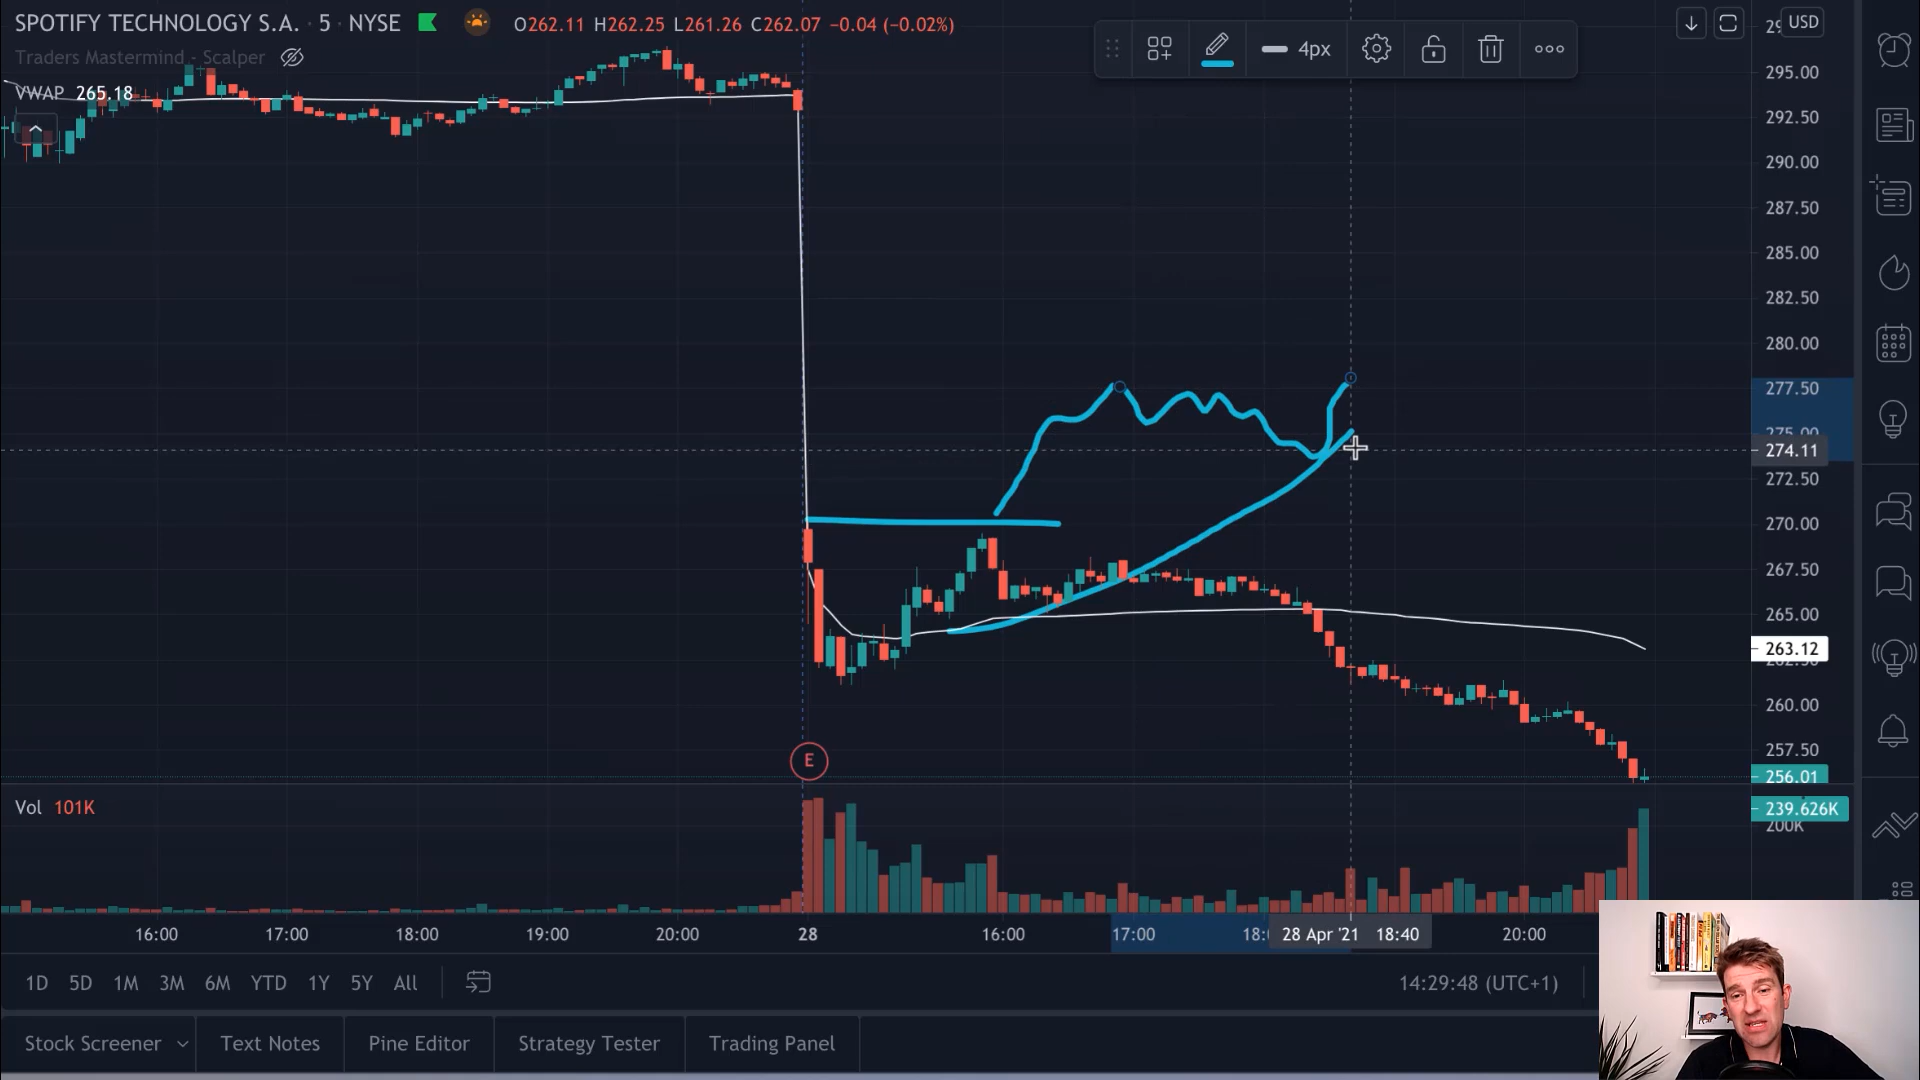 SPOTIFY TECHNOLOGY S.A. · 5 · NYSE O262.11 H262.25 L261.26 C262.07 −0.04 (−0.02%)
Traders Mastermind - Scalper
VWAP 265.18
4px
USD
295.00
292.50
290.00
287.50
285.00
282.50
280.00
277.50
275.00
274.11
272.50
270.00
267.50
265.00
263.12
262.50
260.00
257.50
256.01
E
Vol 101K
239.626K
200K
16:00 17:00 18:00 19:00 20:00 28 16:00 17:00 28 Apr '21 18:40 20:00
1D 5D 1M 3M 6M YTD 1Y 5Y All 14:29:48 (UTC+1)
Stock Screener Text Notes Pine Editor Strategy Tester Trading Panel